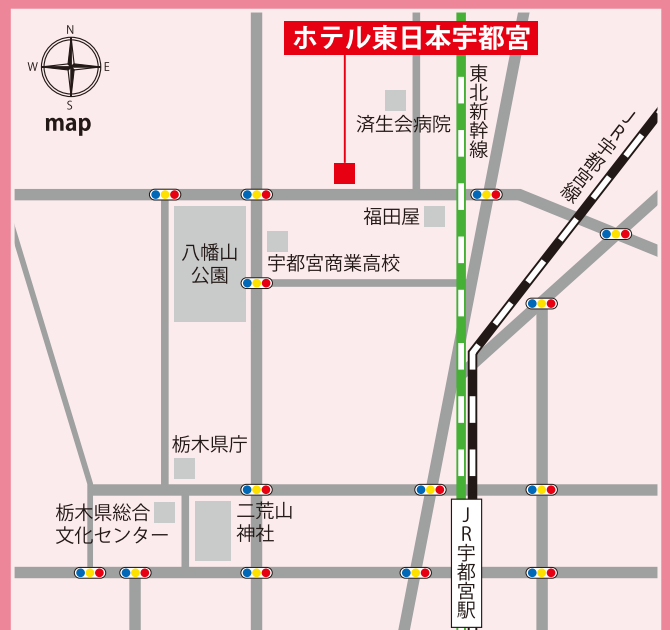 N
W
E
S
map
ホテル東日本宇都宮
東北新幹線
済生会病院
JR宇都宮線
福田屋
八幡山
公園
宇都宮商業高校
栃木県庁
栃木県総合
文化センター
二荒山
神社
JR宇都宮駅